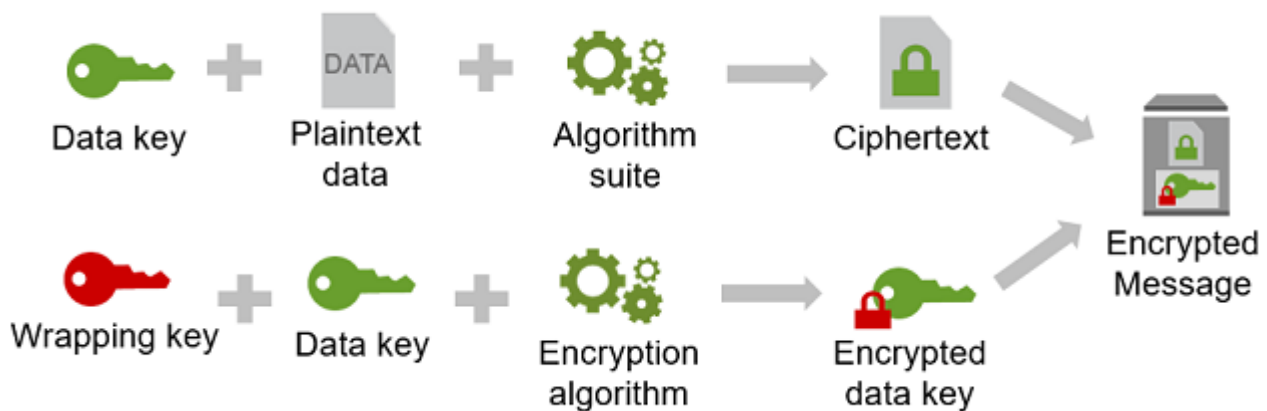 DATA
Data key
Plaintext
data
Algorithm
suite
Ciphertext
Wrapping key
Data key
Encryption
algorithm
Encrypted
data key
Encrypted
Message